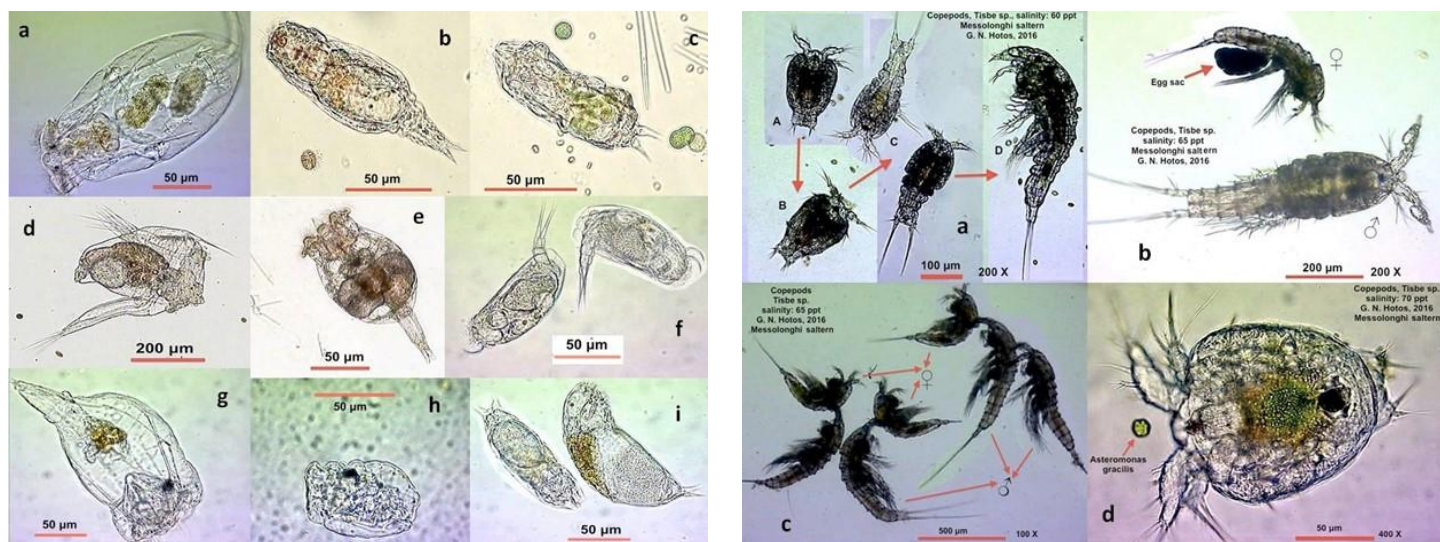 a
50 µm
b
50 µm
c
50 µm
d
200 µm
e
50 µm
f
50 µm
g
50 µm
50 µm
h
i
50 µm
Copepods, Tisbe sp., salinity: 60 ppt
Messolonghi saltern
G. N. Hotos, 2016
A
B
C
D
a
100 µm
200 X
Egg sac
♀
Copepods, Tisbe sp.
salinity: 65 ppt
Messolonghi saltern
G. N. Hotos, 2016
♂
b
200 µm
200 X
Copepods
Tisbe sp.
salinity: 65 ppt
G. N. Hotos, 2016
Messolonghi saltern
♀
♂
c
500 µm
100 X
Copepods, Tisbe sp.
salinity: 70 ppt
G. N. Hotos, 2016
Messolonghi saltern
Asteromonas
gracilis
d
50 µm
400 X